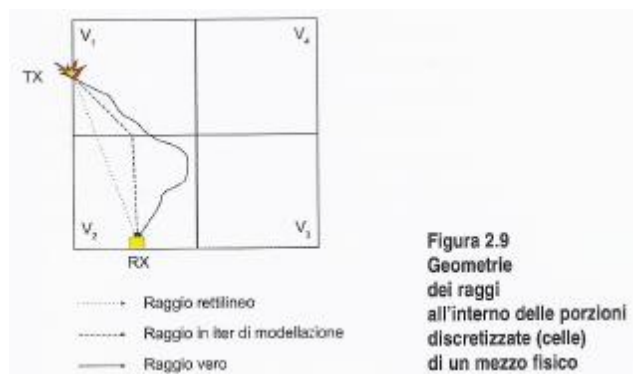 V1
V4
TX
V2
V3
RX
Raggio rettilineo
Raggio in iter di modellazione
Raggio vero
Figura 2.9
Geometrie
dei raggi
all'interno delle porzioni
discretizzate (celle)
di un mezzo fisico